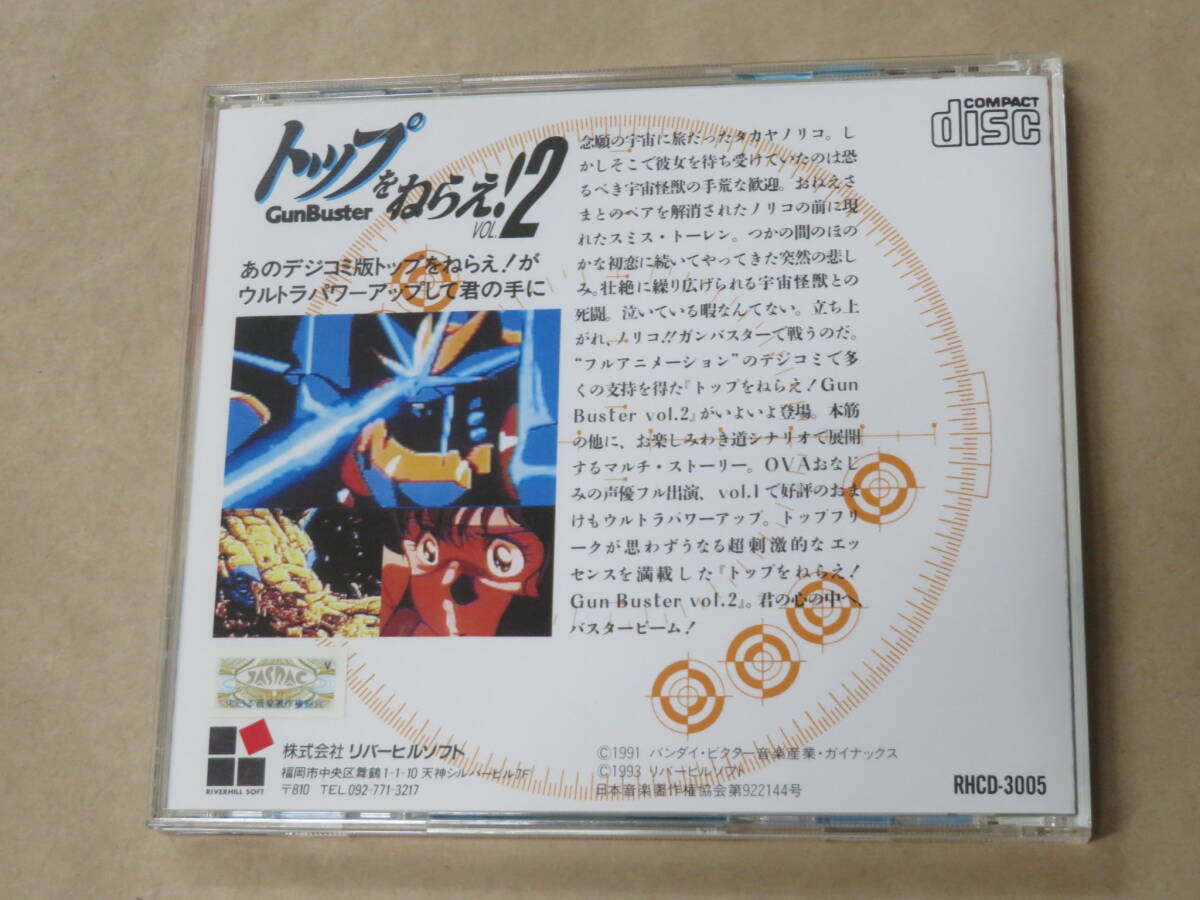 トップをねらえ!
GunBuster
VOL.2
あのデジコミ版トップをねらえ!が
ウルトラパワーアップして君の手に
COMPACT
disc
念願の宇宙に旅だったタカヤノリコ。し
かしそこで彼女を待ち受けていたのは恐
るべき宇宙怪獣の手荒な歓迎。おねえさ
まとのペアを解消されたノリコの前に現
れたスミス・トーレン。つかの間のほの
かな初恋に続いてやってきた突然の悲し
み。壮絶に繰り広げられる宇宙怪獣との
死闘。泣いている暇なんてない。立ち上
がれ、ノリコ!!ガンバスターで戦うのだ。
“フルアニメーション”のデジコミで多
くの支持を得た『トップをねらえ!Gun
Buster vol.2』がいよいよ登場。本筋
の他に、お楽しみわき道シナリオで展開
するマルチ・ストーリー。OVAおなじ
みの声優フル出演、vol.1で好評のおま
けもウルトラパワーアップ。トップフリ
ークが思わずうなる超刺激的なエッ
センスを満載した『トップをねらえ!
Gun Buster vol.2』。君の心の中へ、
バスタービーム!
JASRAC
RIVERHILL SOFT
株式会社 リバーヒルソフト
福岡市中央区舞鶴1-1-10 天神シルバーヒル7F
〒810 TEL.092-771-3217
©1991 バンダイ・ビクター音楽産業・ガイナックス
©1993 リバーヒルソフト
日本音楽著作権協会第922144号
RHCD-3005